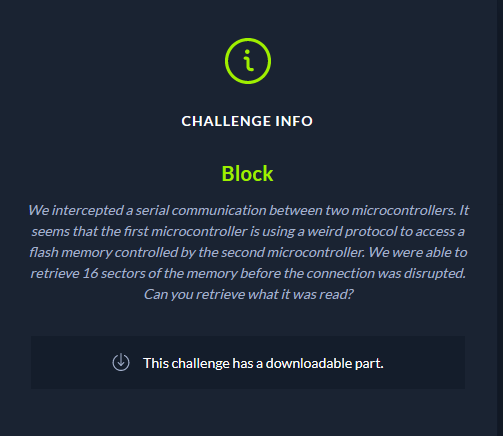 CHALLENGE INFO
Block
We intercepted a serial communication between two microcontrollers. It
seems that the first microcontroller is using a weird protocol to access a
flash memory controlled by the second microcontroller. We were able to
retrieve 16 sectors of the memory before the connection was disrupted.
Can you retrieve what it was read?
This challenge has a downloadable part.